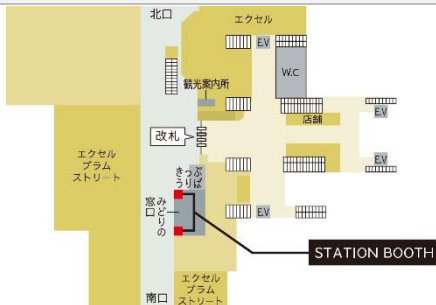 北口
エクセル
E.V
W.C
観光案内所
店舗
E.V
改札
エクセル
プラム
ストリート
きっぷ
うりば
みどりの
窓口
E.V
E.V
STATION BOOTH
南口
エクセル
プラム
ストリート